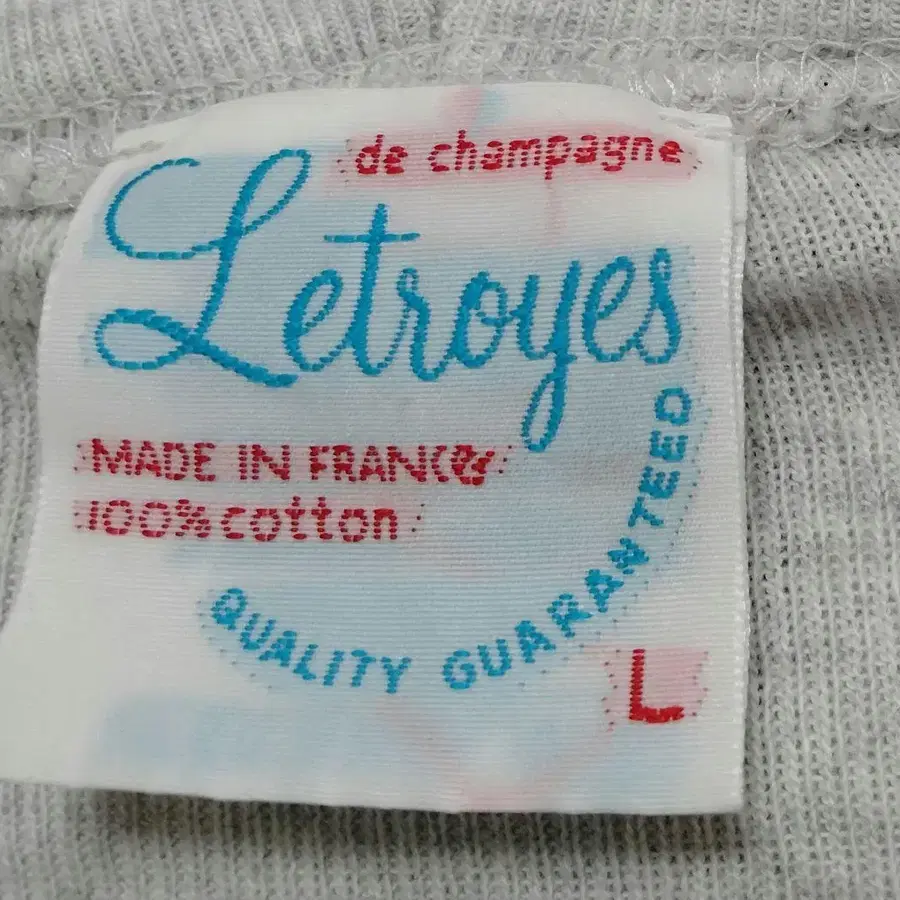 de champagne
Letroyes
MADE IN FRANCE
100% cotton
QUALITY GUARANTEED
L